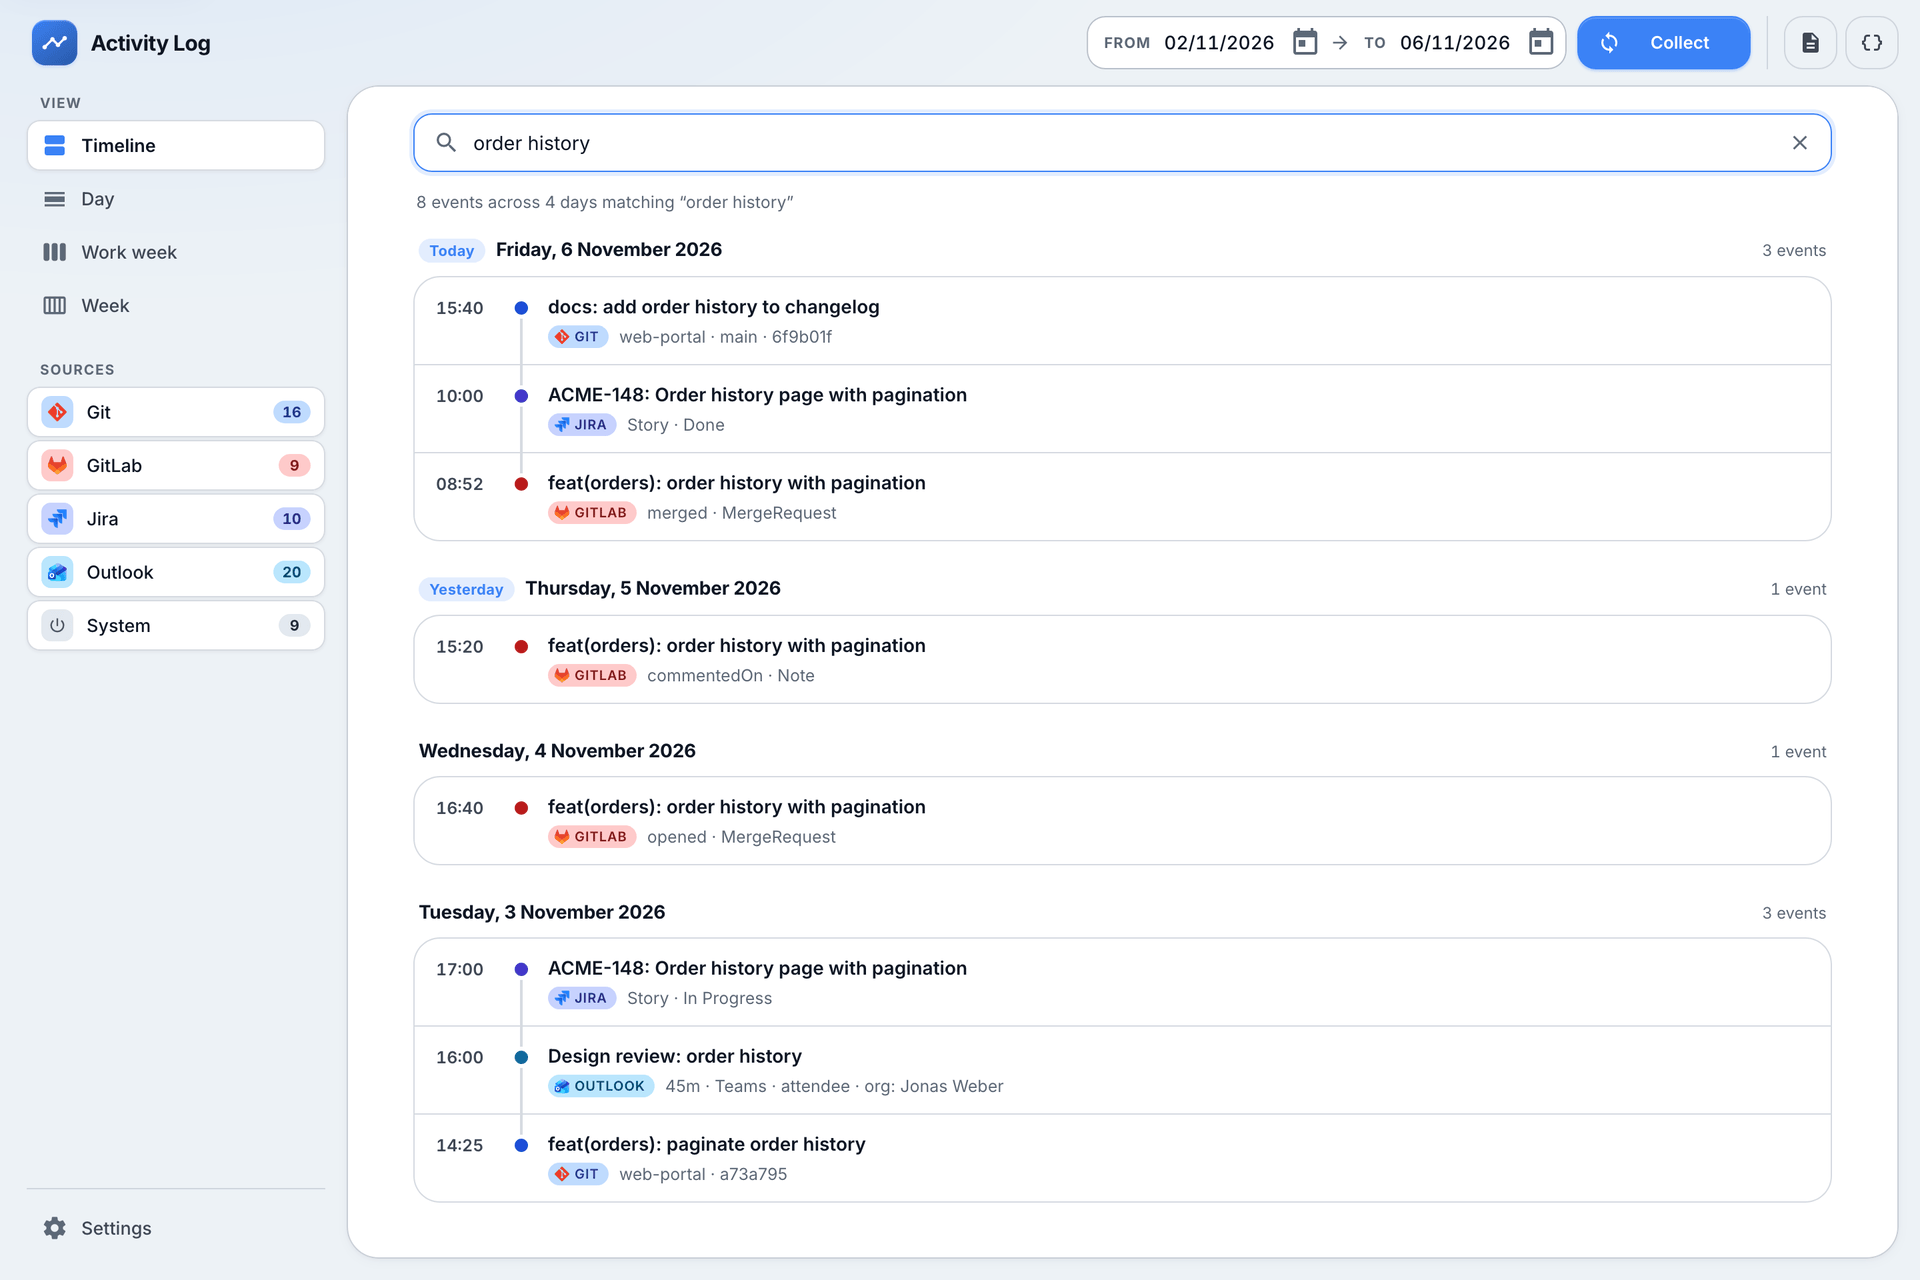 Activity Log
FROM 02/11/2026 → TO 06/11/2026
Collect
VIEW
Timeline
Day
Work week
Week
SOURCES
Git 16
GitLab 9
Jira 10
Outlook 20
System 9
Settings
order history
8 events across 4 days matching “order history”
Today Friday, 6 November 2026 3 events
15:40 docs: add order history to changelog
GIT web-portal · main · 6f9b01f
10:00 ACME-148: Order history page with pagination
JIRA Story · Done
08:52 feat(orders): order history with pagination
GITLAB merged · MergeRequest
Yesterday Thursday, 5 November 2026 1 event
15:20 feat(orders): order history with pagination
GITLAB commentedOn · Note
Wednesday, 4 November 2026 1 event
16:40 feat(orders): order history with pagination
GITLAB opened · MergeRequest
Tuesday, 3 November 2026 3 events
17:00 ACME-148: Order history page with pagination
JIRA Story · In Progress
16:00 Design review: order history
OUTLOOK 45m · Teams · attendee · org: Jonas Weber
14:25 feat(orders): paginate order history
GIT web-portal · a73a795